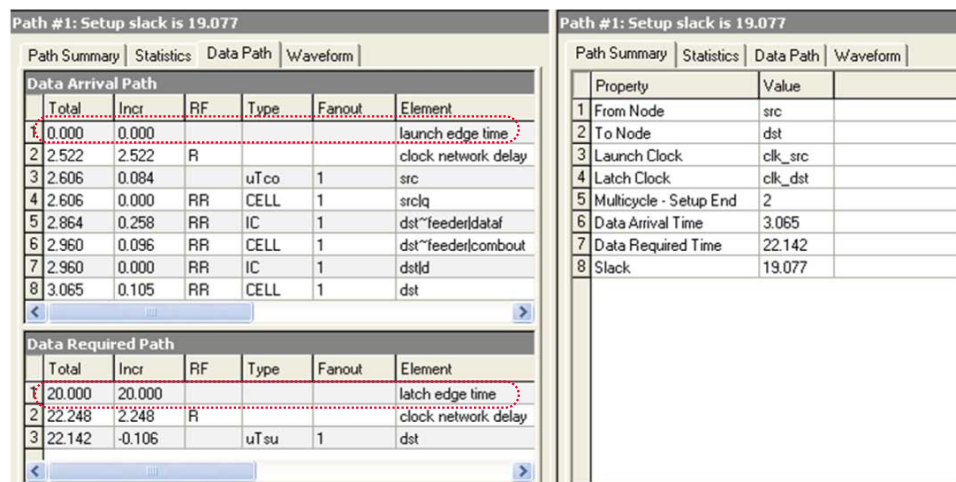 Path #1: Setup slack is 19.077
Path Summary Statistics Data Path Waveform
Data Arrival Path
Total Incr RF Type Fanout Element
1 0.000 0.000 launch edge time
2 2.522 2.522 R clock network delay
3 2.606 0.084 uTco 1 src
4 2.606 0.000 RR CELL 1 src|q
5 2.864 0.258 RR IC 1 dst~feeder|dataf
6 2.960 0.096 RR CELL 1 dst~feeder|combout
7 2.960 0.000 RR IC 1 dst|d
8 3.065 0.105 RR CELL 1 dst
Data Required Path
Total Incr RF Type Fanout Element
1 20.000 20.000 latch edge time
2 22.248 2.248 R clock network delay
3 22.142 -0.106 uTsu 1 dst
Path #1: Setup slack is 19.077
Path Summary Statistics Data Path Waveform
Property Value
1 From Node src
2 To Node dst
3 Launch Clock clk_src
4 Latch Clock clk_dst
5 Multicycle - Setup End 2
6 Data Arrival Time 3.065
7 Data Required Time 22.142
8 Slack 19.077